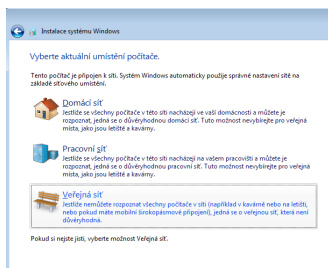 Instalace systému Windows
Vyberte aktuální umístění počítače.
Tento počítač je připojen k síti. Systém Windows automaticky použije správné nastavení sítě na
základě síťového umístění.
Domácí síť
Jestliže se všechny počítače v této síti nacházejí ve vaší domácnosti a můžete je
rozpoznat, jedná se o důvěryhodnou domácí síť. Tuto možnost nevybírejte pro veřejná
místa, jako jsou letiště a kavárny.
Pracovní síť
Jestliže se všechny počítače v této síti nacházejí na vašem pracovišti a můžete je
rozpoznat, jedná se o důvěryhodnou pracovní síť. Tuto možnost nevybírejte pro veřejná
místa, jako jsou letiště a kavárny.
Veřejná síť
Jestliže nemůžete rozpoznat všechny počítače v síti (například v kavárně nebo na letišti,
nebo pokud máte mobilní širokopásmové připojení), jedná se o veřejnou síť, která není
důvěryhodná.
Pokud si nejste jisti, vyberte možnost Veřejná síť.